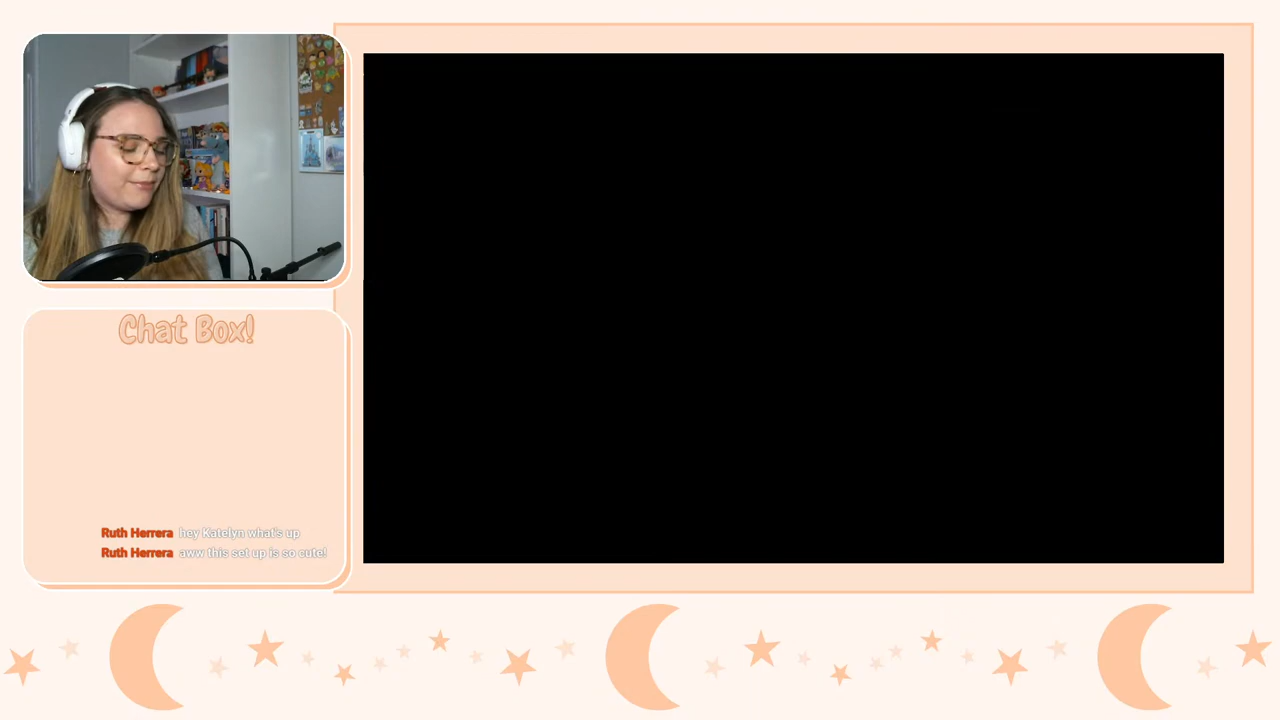 Chat Box!
Ruth Herrera hey Katelyn what's up
Ruth Herrera aww this set up is so cute!